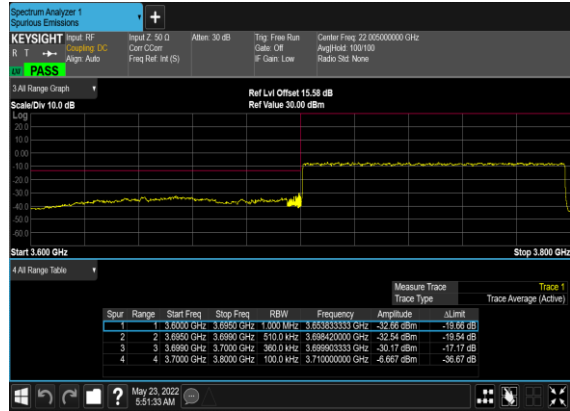 Spectrum Analyzer 1
Spurious Emissions
KEYSIGHT Input: RF Input Z: 50 Ω Atten: 30 dB Trig: Free Run Center Freq: 22.005000000 GHz
R T Coupling: DC Corr CCorr Gate: Off Avg|Hold: 100/100
Align: Auto Freq Ref: Int (S) IF Gain: Low Radio Std: None
PASS
3 All Range Graph
Ref Lvl Offset 15.58 dB
Scale/Div 10.0 dB Ref Value 30.00 dBm
Log
20.0
10.0
0.00
-10.0
-20.0
-30.0
-40.0
-50.0
-60.0
Start 3.600 GHz Stop 3.800 GHz
4 All Range Table
Measure Trace Trace 1
Trace Type Trace Average (Active)
Spur Range Start Freq Stop Freq RBW Frequency Amplitude ΔLimit
1 1 3.6000 GHz 3.6950 GHz 1.000 MHz 3.653833333 GHz -32.66 dBm -19.66 dB
2 2 3.6950 GHz 3.6990 GHz 510.0 kHz 3.698420000 GHz -32.54 dBm -19.54 dB
3 3 3.6990 GHz 3.7000 GHz 360.0 kHz 3.699903333 GHz -30.17 dBm -17.17 dB
4 4 3.7000 GHz 3.8000 GHz 100.0 kHz 3.710000000 GHz -6.667 dBm -36.67 dB
May 23, 2022
5:51:33 AM